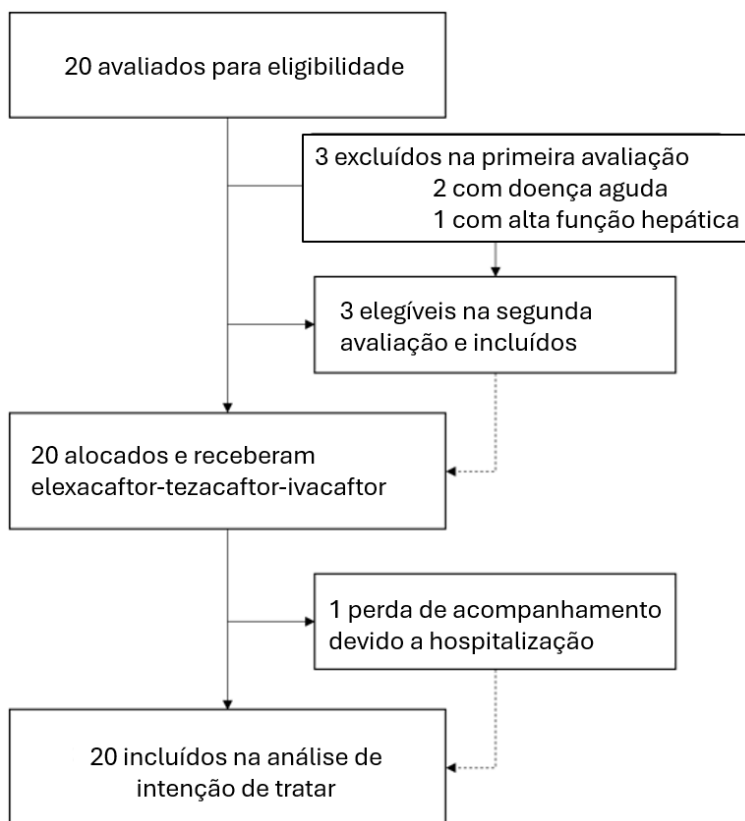 20 avaliados para eligibilidade
3 excluídos na primeira avaliação
2 com doença aguda
1 com alta função hepática
3 elegíveis na segunda
avaliação e incluídos
20 alocados e receberam
elexacaftor-tezacaftor-ivacaftor
1 perda de acompanhamento
devido a hospitalização
20 incluídos na análise de
intenção de tratar